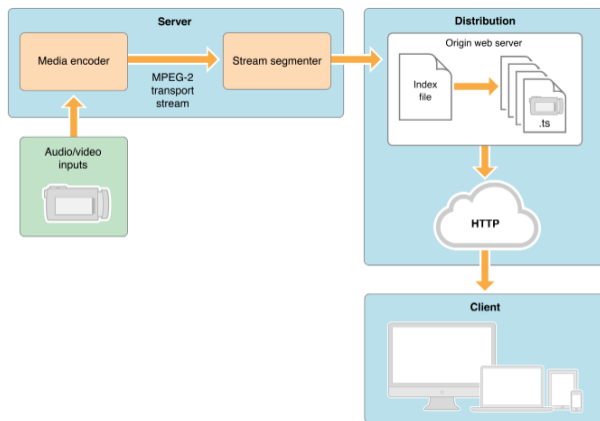 Server
Media encoder
MPEG-2
transport
stream
Stream segmenter
Audio/video
inputs
Distribution
Origin web server
Index
file
.ts
HTTP
Client